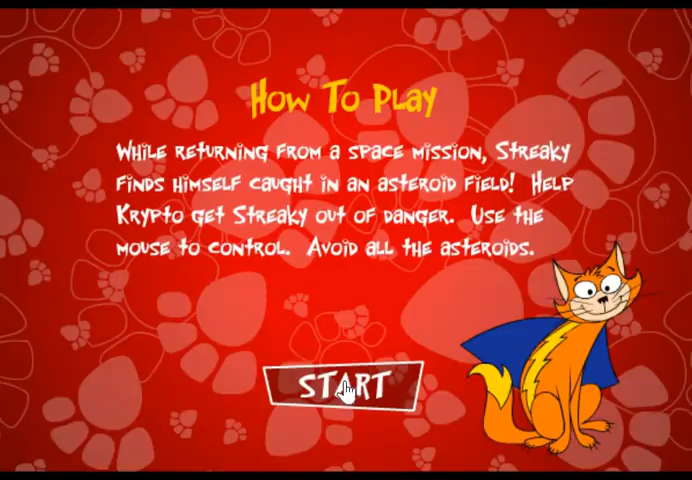 How To Play
While returning from a space mission, Streaky
finds himself caught in an asteroid field! Help
Krypto get Streaky out of danger. Use the
mouse to control. Avoid all the asteroids.
START